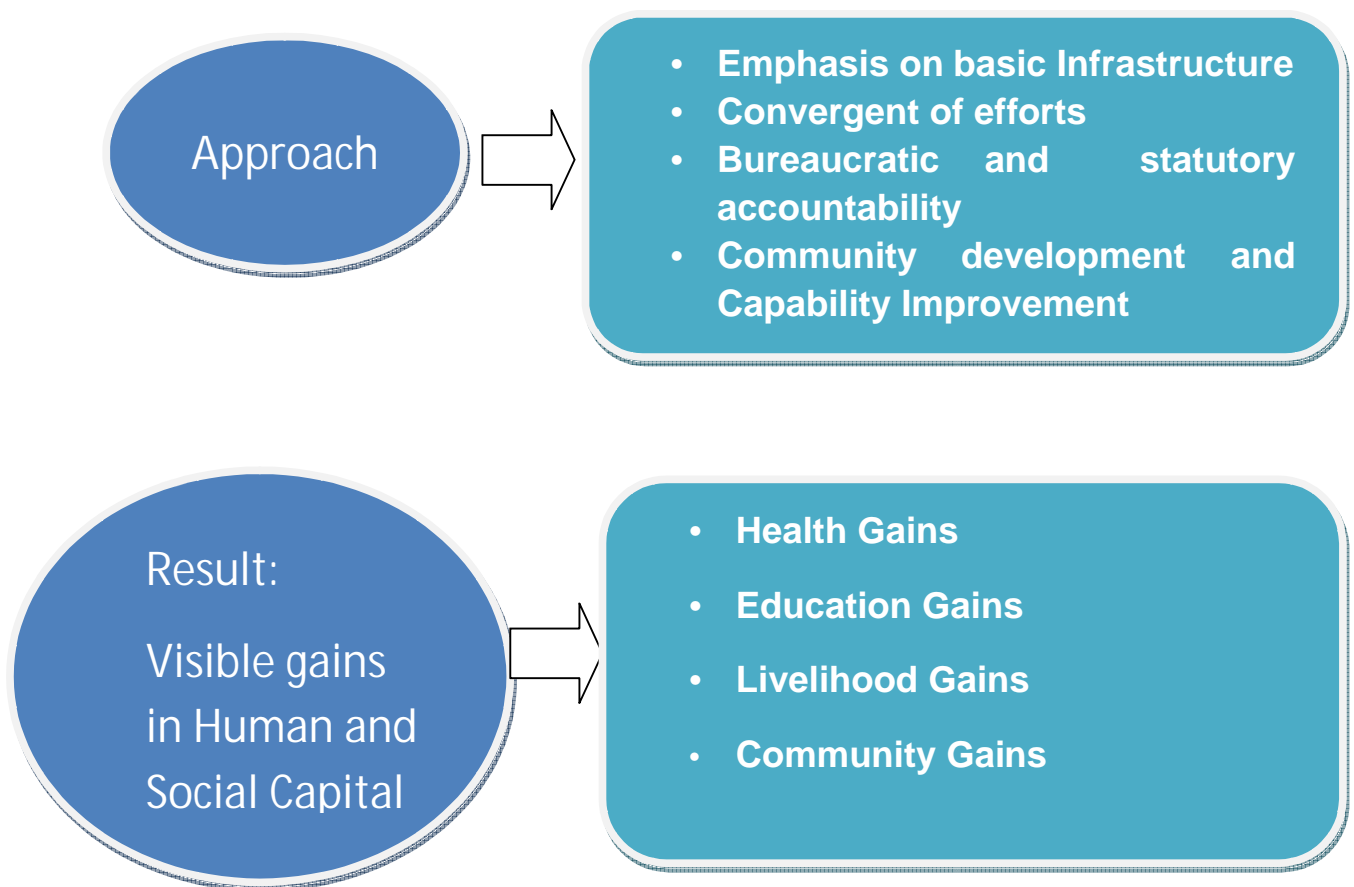 Approach
• Emphasis on basic Infrastructure
• Convergent of efforts
• Bureaucratic and statutory
accountability
• Community development and
Capability Improvement
Result:
Visible gains
in Human and
Social Capital
• Health Gains
• Education Gains
• Livelihood Gains
• Community Gains